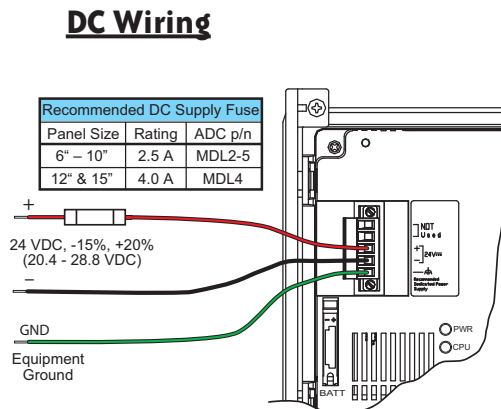 DC Wiring
Recommended DC Supply Fuse
Panel Size Rating ADC p/n
6“ – 10” 2.5 A MDL2-5
12“ & 15” 4.0 A MDL4
+
24 VDC, -15%, +20%
(20.4 - 28.8 VDC)
–
GND
Equipment
Ground
NOT
Used
+
24V
–
Recommended
Dedicated Power
Supply
– +
BATT
PWR
CPU